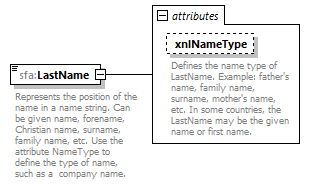 attributes
xnlNameType
Defines the name type of
LastName. Example: father's
name, family name,
surname, mother's name,
etc. In some countries, the
LastName may be the given
name or first name.
sfa:LastName
Represents the position of the
name in a name string. Can
be given name, forename,
Christian name, surname,
family name, etc. Use the
attribute NameType to
define the type of name,
such as a  company name.